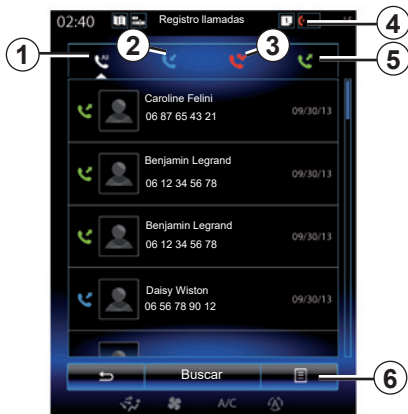 02:40 Registro llamadas
4
1
2
3
5
All
Caroline Felini
06 87 65 43 21
09/30/13
Benjamin Legrand
06 12 34 56 78
09/30/13
Benjamin Legrand
06 12 34 56 78
09/30/13
Daisy Wiston
06 56 78 90 12
09/30/13
Buscar
6
A/C